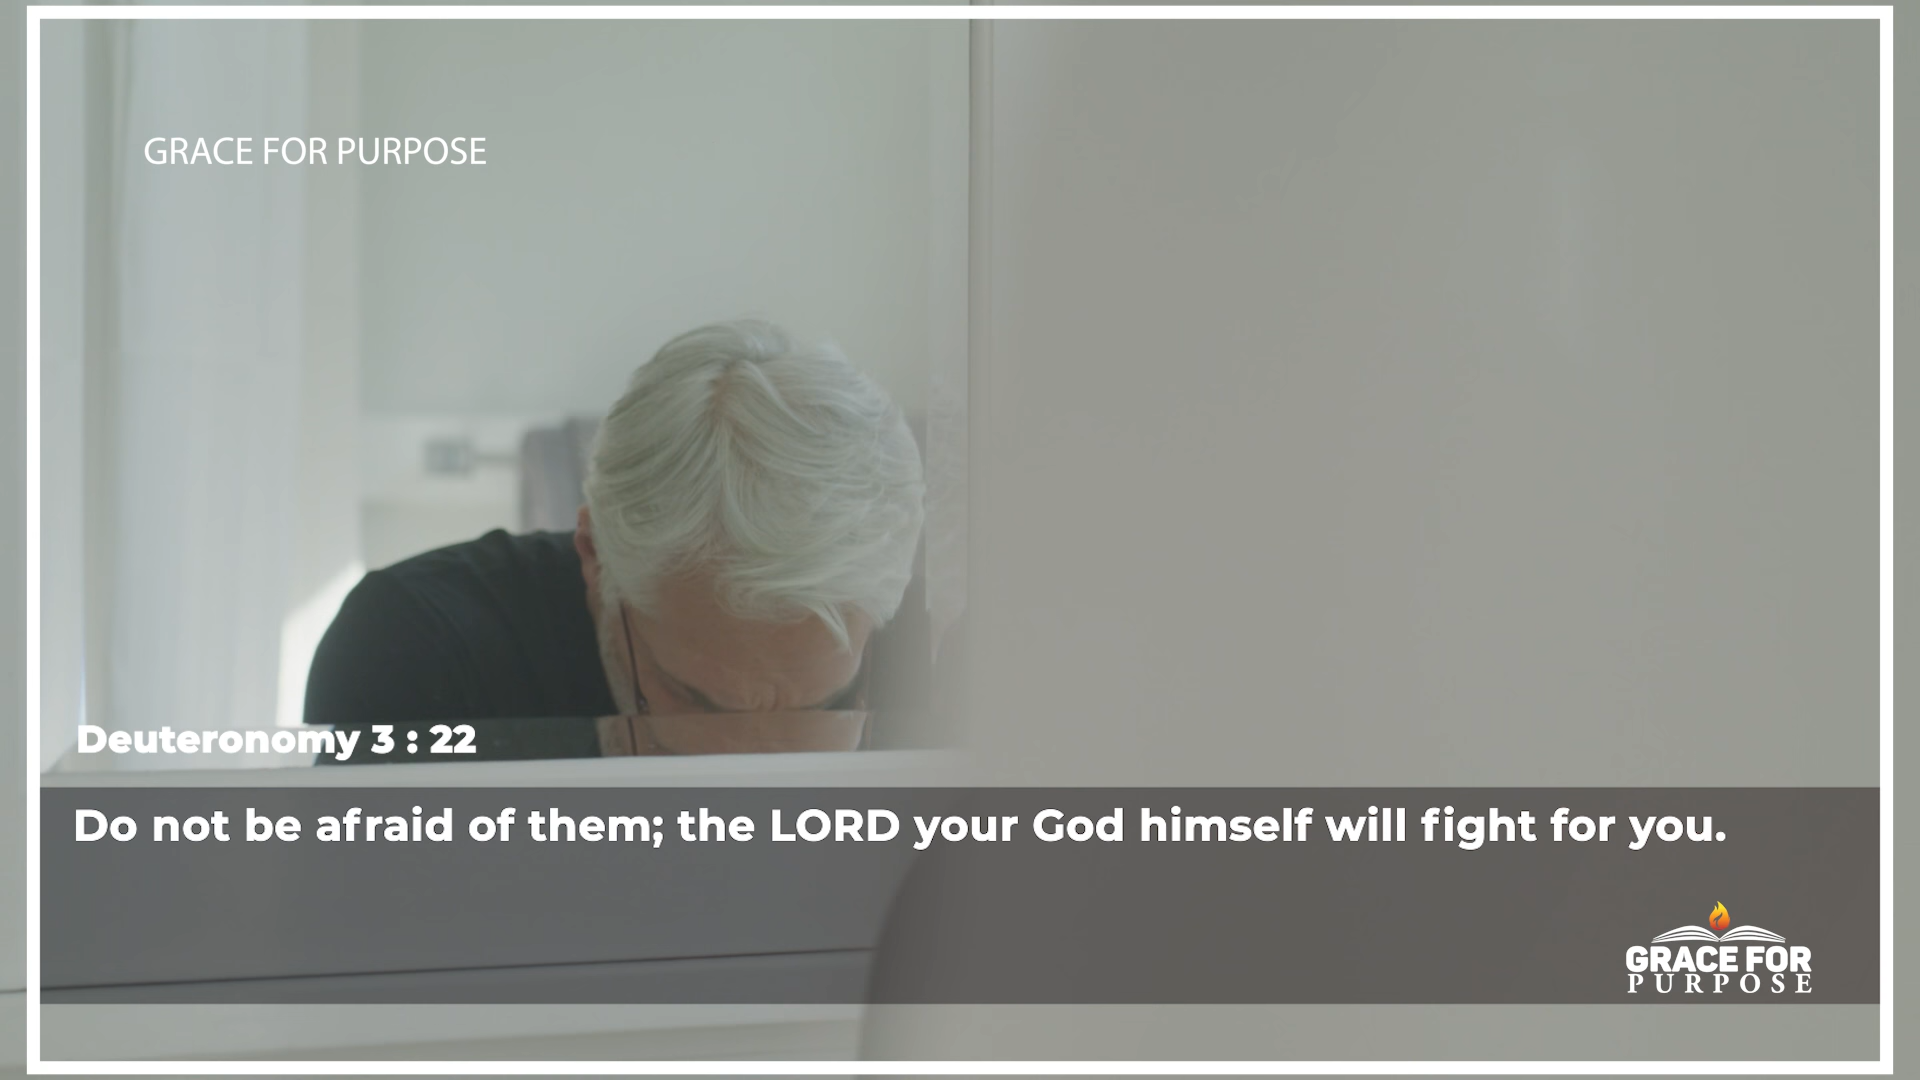 GRACE FOR PURPOSE
Deuteronomy 3 : 22
Do not be afraid of them; the LORD your God himself will fight for you.
GRACE FOR
PURPOSE